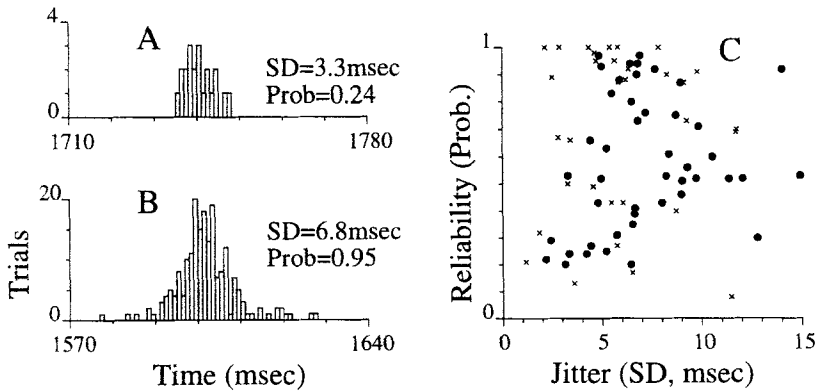 4
A
SD=3.3msec
Prob=0.24
0
1710
1780
20
B
SD=6.8msec
Prob=0.95
0
1570
1640
Trials
Time (msec)
1
C
Reliability (Prob.)
0
0
5
10
15
Jitter (SD, msec)